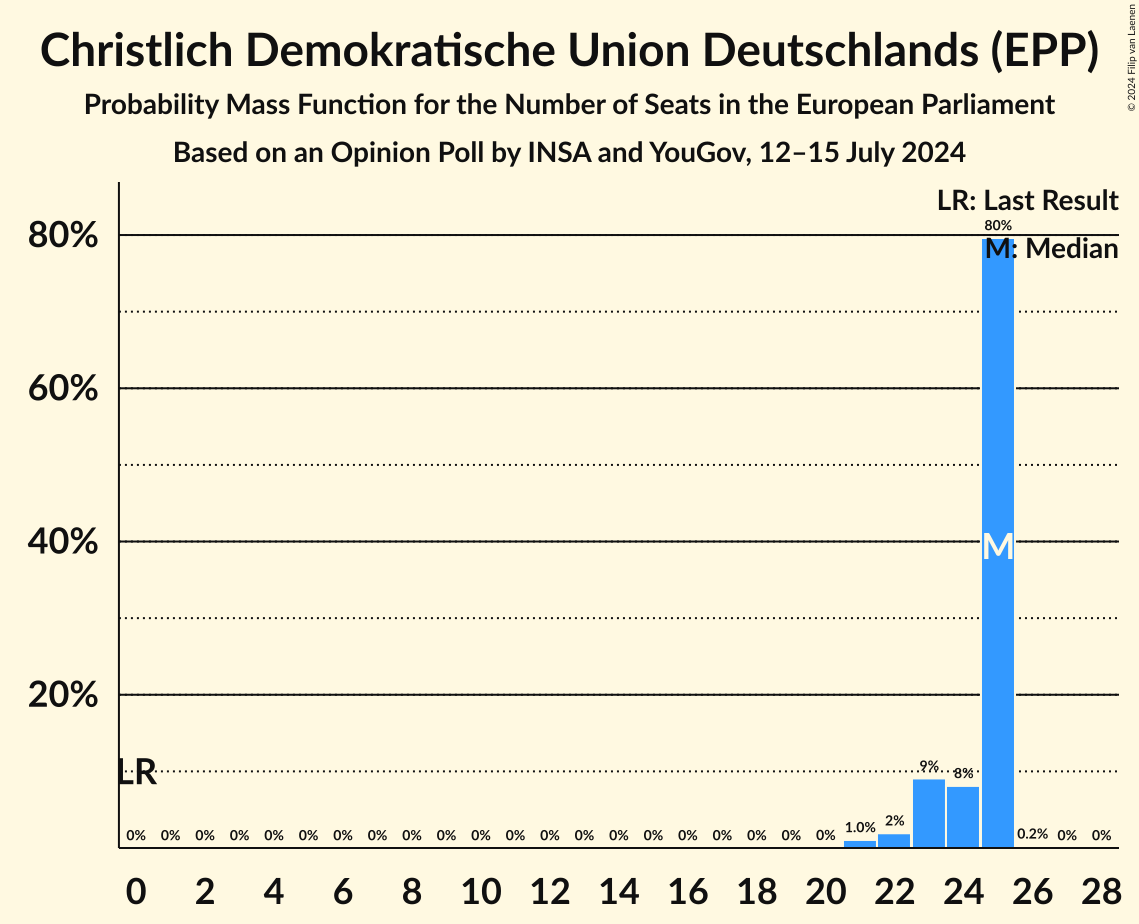 Christlich Demokratische Union Deutschlands (EPP)
Probability Mass Function for the Number of Seats in the European Parliament
Based on an Opinion Poll by INSA and YouGov, 12–15 July 2024
© 2024 Filip van Laenen
LR: Last Result
M: Median
80%
60%
40%
20%
LR
M
0% 0% 0% 0% 0% 0% 0% 0% 0% 0% 0% 0% 0% 0% 0% 0% 0% 0% 0% 0% 0% 1.0% 2% 9% 8% 80% 0.2% 0% 0%
0 2 4 6 8 10 12 14 16 18 20 22 24 26 28